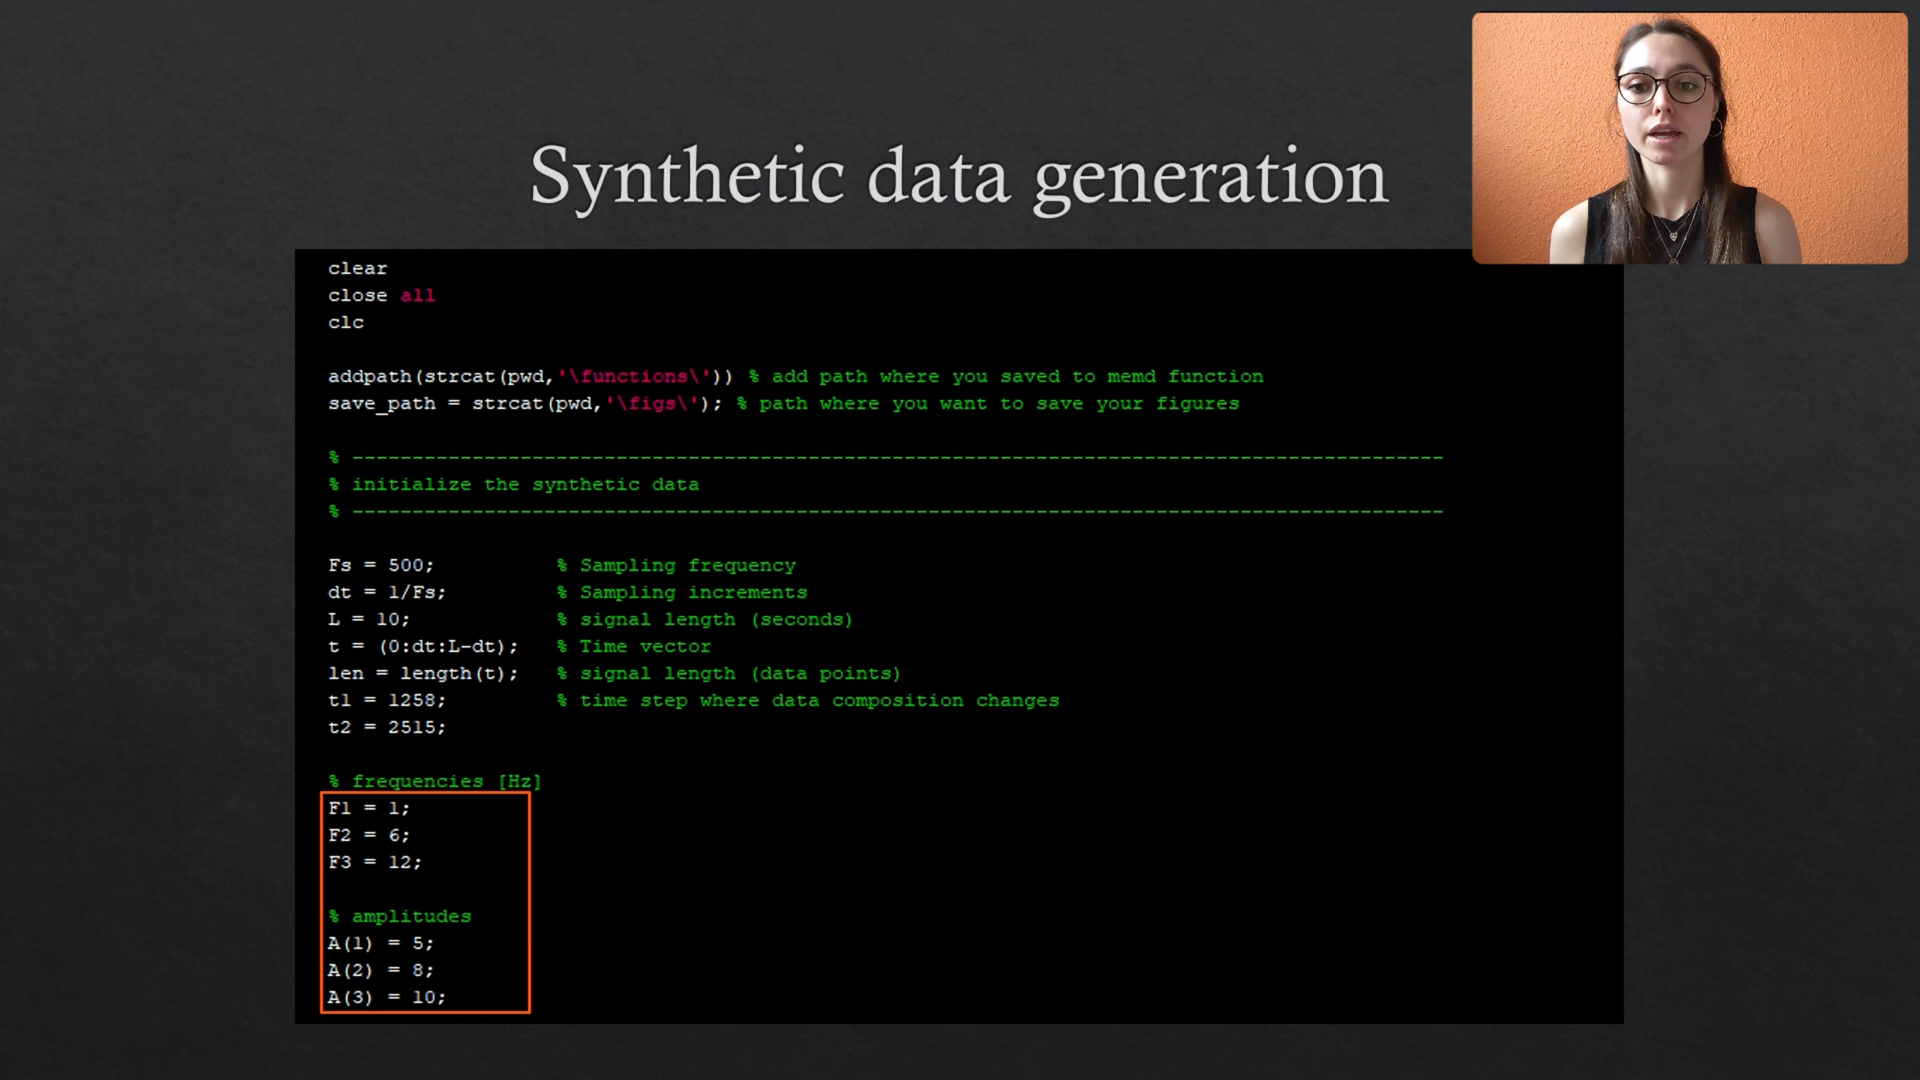 Synthetic data generation
clear
close all
clc
addpath(strcat(pwd,'\functions\')) % add path where you saved to memd function
save_path = strcat(pwd,'\figs\'); % path where you want to save your figures
% -------------------------------------------------------------------------------------------
% initialize the synthetic data
% -------------------------------------------------------------------------------------------
Fs = 500; % Sampling frequency
dt = 1/Fs; % Sampling increments
L = 10; % signal length (seconds)
t = (0:dt:L-dt); % Time vector
len = length(t); % signal length (data points)
t1 = 1258; % time step where data composition changes
t2 = 2515;
% frequencies [Hz]
F1 = 1;
F2 = 6;
F3 = 12;
% amplitudes
A(1) = 5;
A(2) = 8;
A(3) = 10;